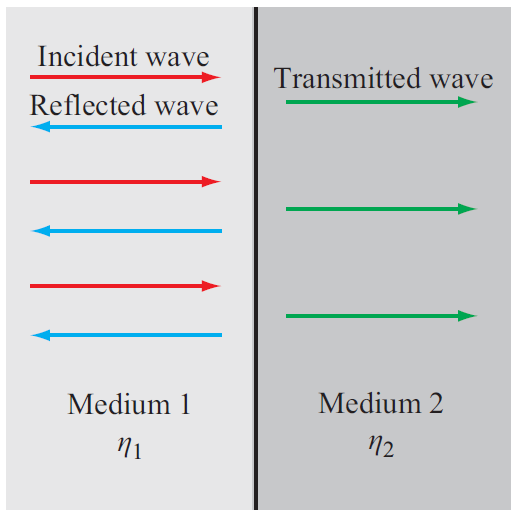 Incident wave
Reflected wave
Transmitted wave
Medium 1
η1
Medium 2
η2